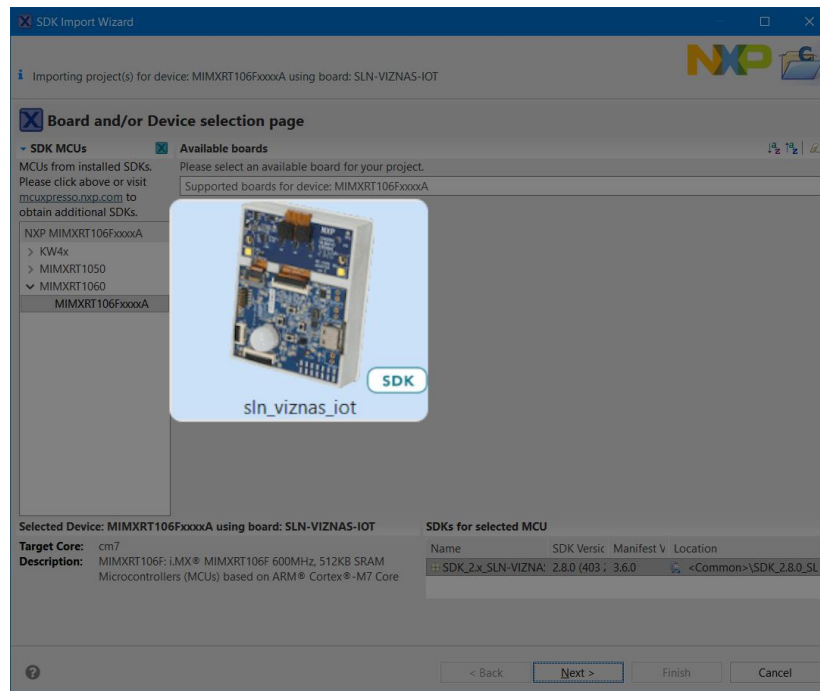 SDK Import Wizard
Importing project(s) for device: MIMXRT106FxxxxA using board: SLN-VIZNAS-IOT
NXP
Board and/or Device selection page
SDK MCUs
MCUs from installed SDKs.
Please click above or visit
mcuxpresso.nxp.com to
obtain additional SDKs.
NXP MIMXRT106FxxxxA
KW4x
MIMXRT1050
MIMXRT1060
MIMXRT106FxxxxA
Available boards
Please select an available board for your project.
Supported boards for device: MIMXRT106FxxxxA
NXP
SDK
sln_viznas_iot
Selected Device: MIMXRT106FxxxxA using board: SLN-VIZNAS-IOT
Target Core: cm7
Description: MIMXRT106F: i.MX® MIMXRT106F 600MHz, 512KB SRAM
Microcontrollers (MCUs) based on ARM® Cortex®-M7 Core
SDKs for selected MCU
Name SDK Versic Manifest V Location
SDK_2.x_SLN-VIZNA: 2.8.0 (403 2 3.6.0 <Common>\SDK_2.8.0_SL
< Back Next > Finish Cancel